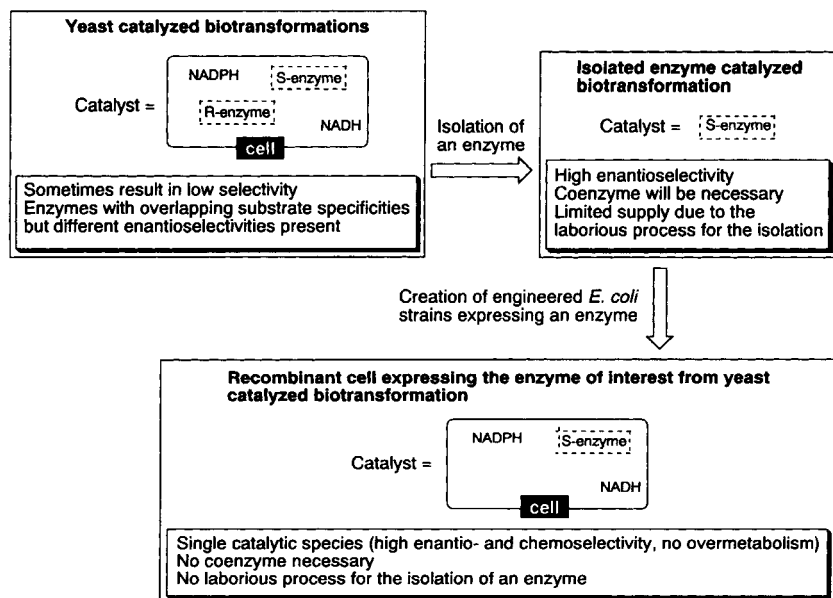 Yeast catalyzed biotransformations
NADPH
S-enzyme
Catalyst =
R-enzyme
NADH
cell
Sometimes result in low selectivity
Enzymes with overlapping substrate specificities
but different enantioselectivities present
Isolation of
an enzyme
Isolated enzyme catalyzed
biotransformation
Catalyst =
S-enzyme
High enantioselectivity
Coenzyme will be necessary
Limited supply due to the
laborious process for the isolation
Creation of engineered E. coli
strains expressing an enzyme
Recombinant cell expressing the enzyme of interest from yeast
catalyzed biotransformation
NADPH
S-enzyme
Catalyst =
NADH
cell
Single catalytic species (high enantio- and chemoselectivity, no overmetabolism)
No coenzyme necessary
No laborious process for the isolation of an enzyme